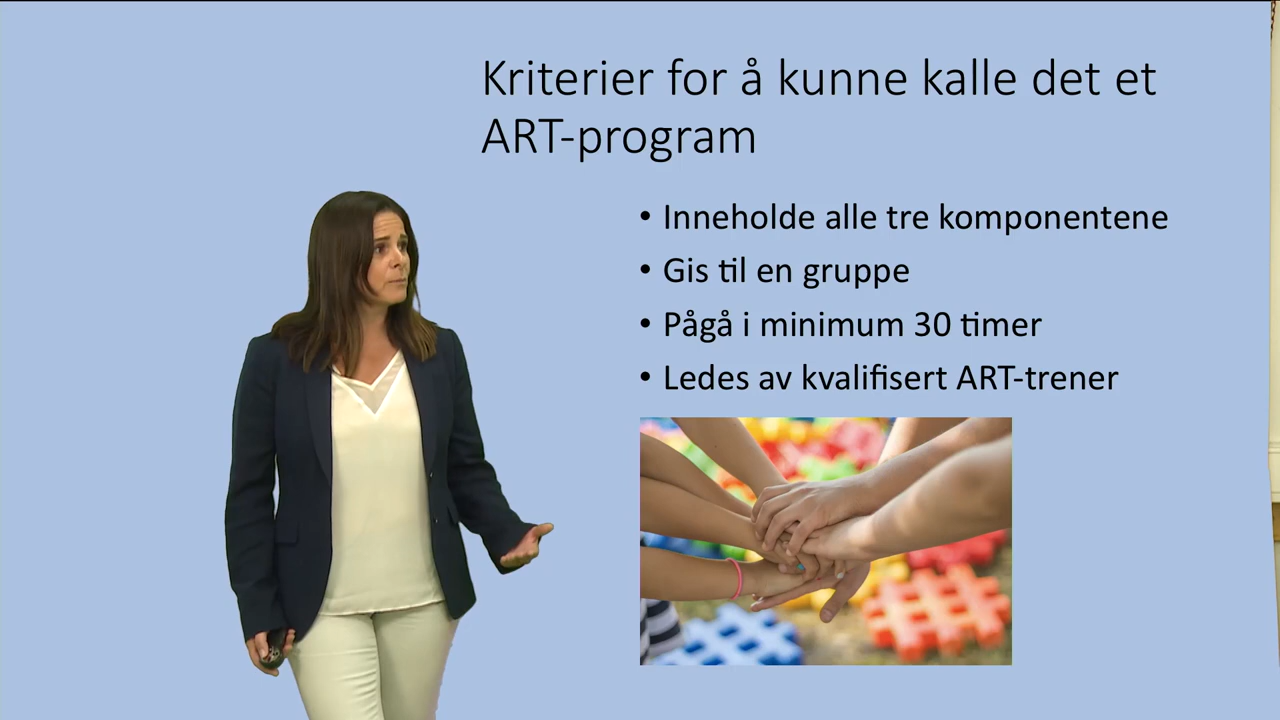 Kriterier for å kunne kalle det et
ART-program
• Inneholde alle tre komponentene
• Gis til en gruppe
• Pågå i minimum 30 timer
• Ledes av kvalifisert ART-trener